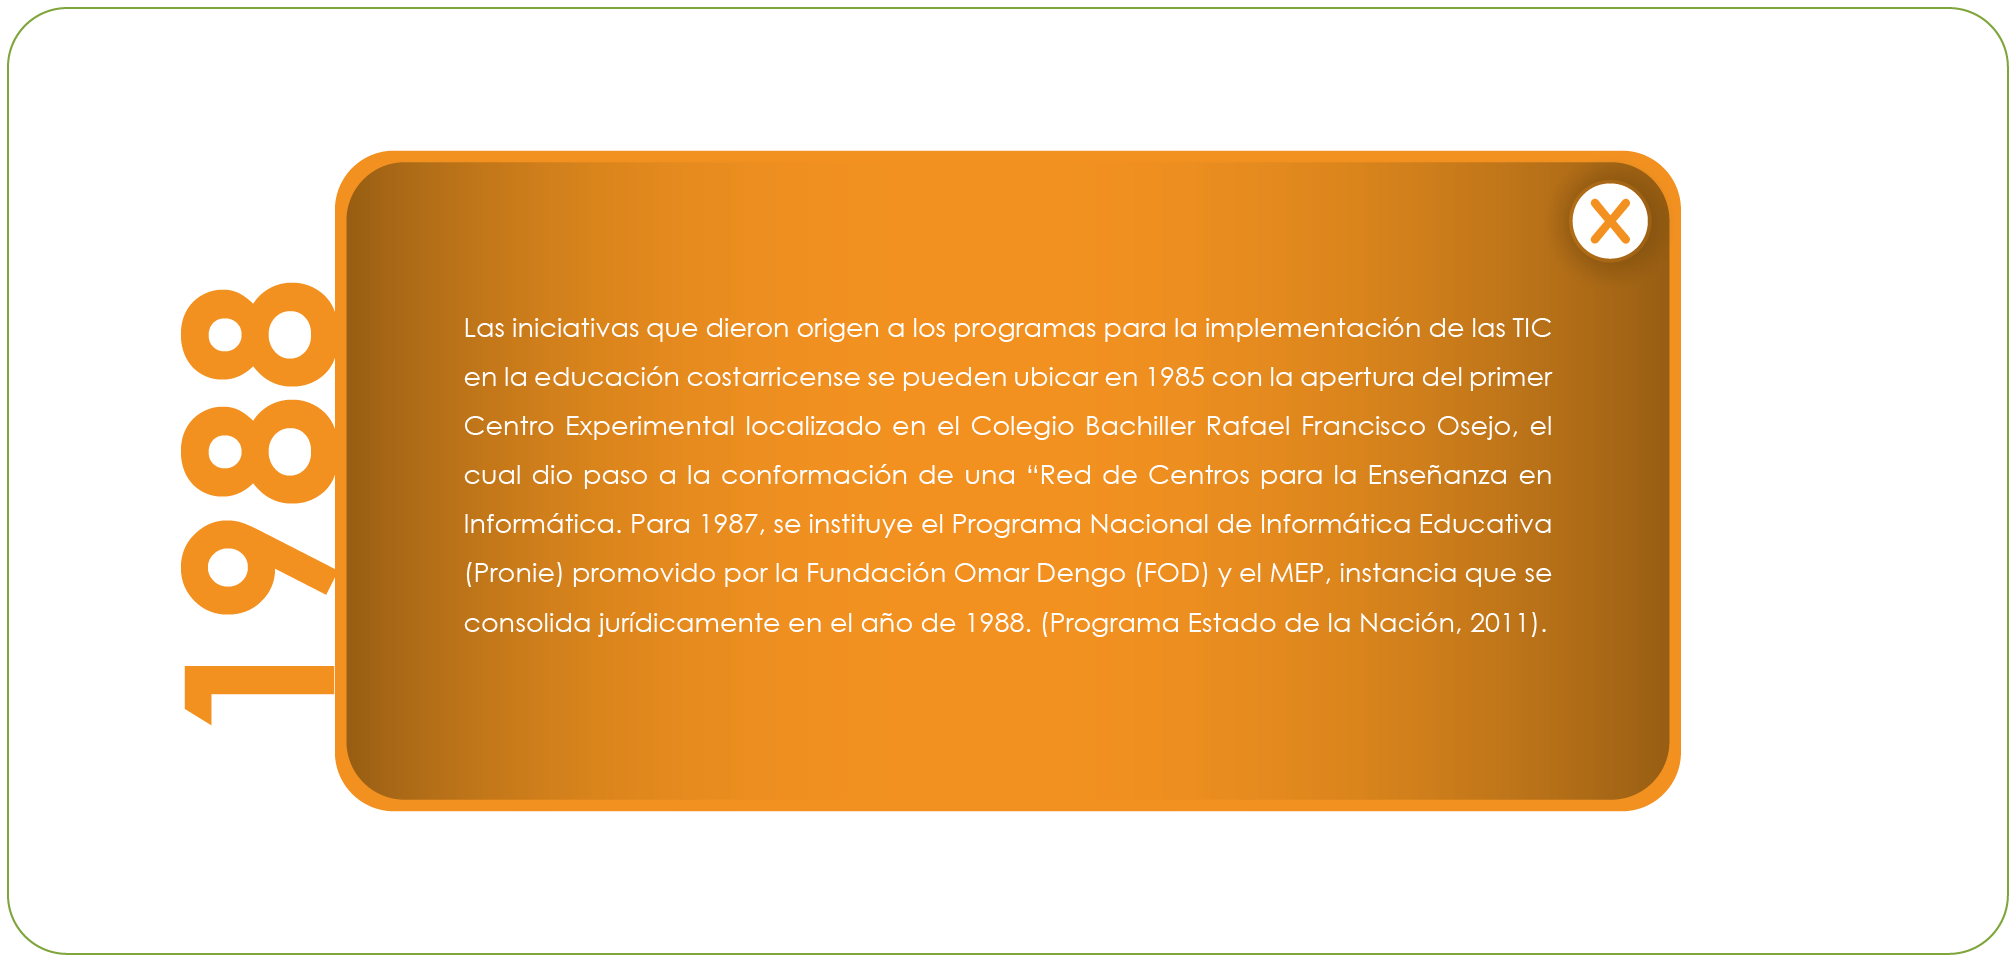 1988
X
Las iniciativas que dieron origen a los programas para la implementación de las TIC
en la educación costarricense se pueden ubicar en 1985 con la apertura del primer
Centro Experimental localizado en el Colegio Bachiller Rafael Francisco Osejo, el
cual dio paso a la conformación de una “Red de Centros para la Enseñanza en
Informática. Para 1987, se instituye el Programa Nacional de Informática Educativa
(Pronie) promovido por la Fundación Omar Dengo (FOD) y el MEP, instancia que se
consolida jurídicamente en el año de 1988. (Programa Estado de la Nación, 2011).